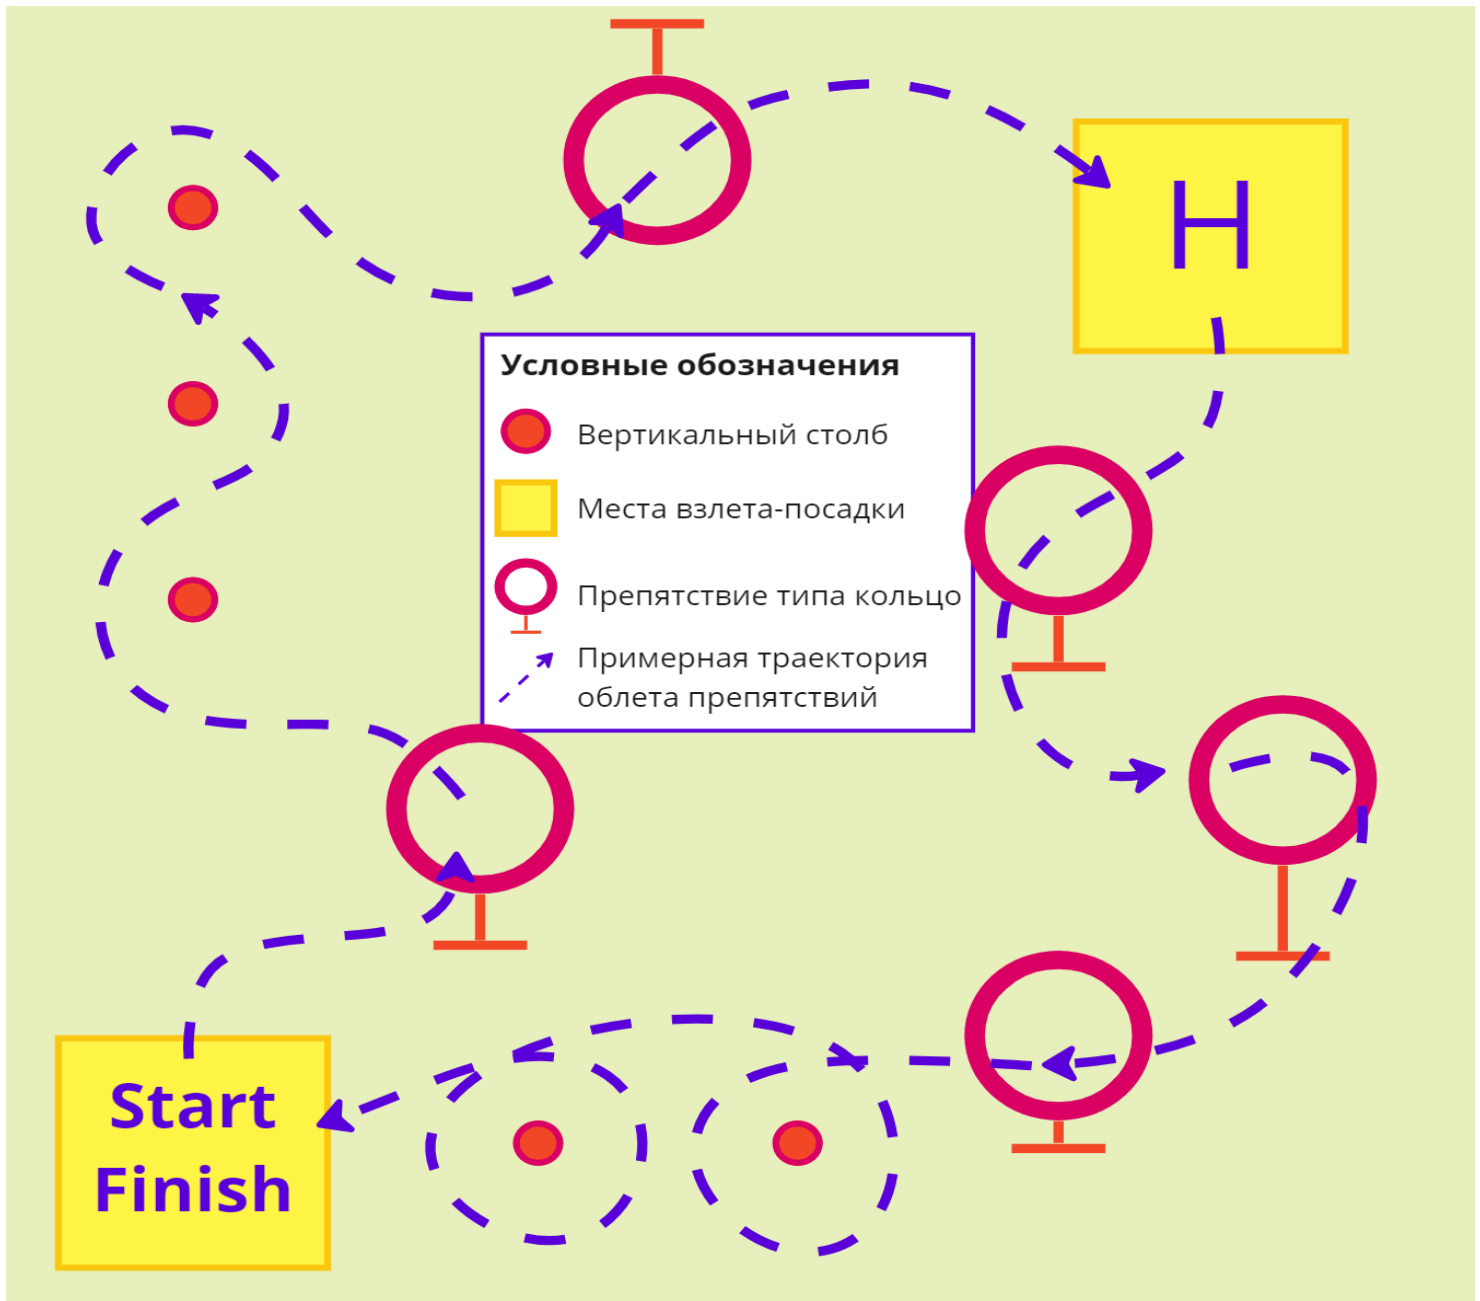 H
Условные обозначения
Вертикальный столб
Места взлета-посадки
Препятствие типа кольцо
Примерная траектория
облета препятствий
Start
Finish